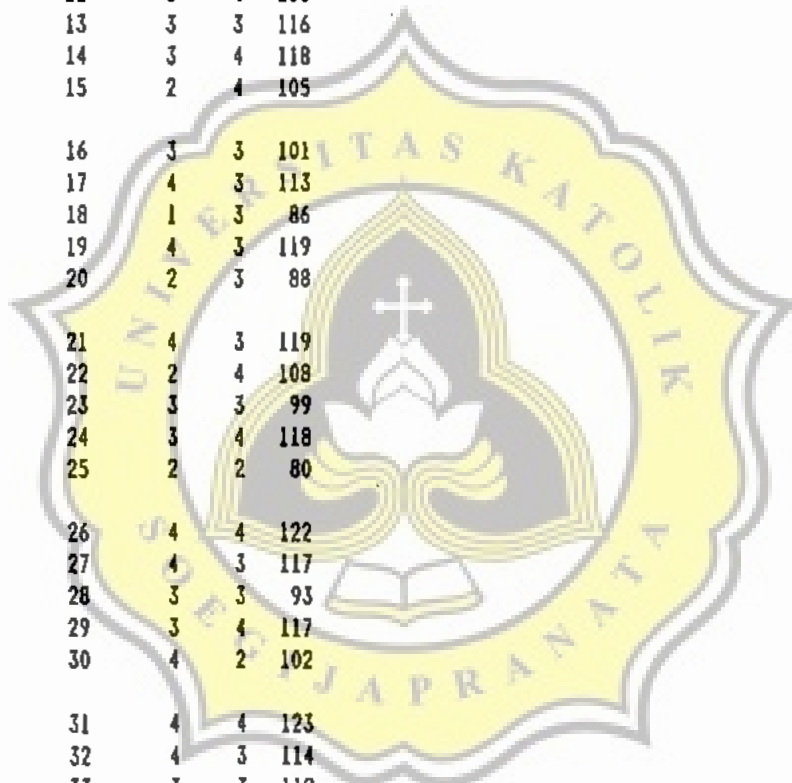 13 3 3 116
14 3 4 118
15 2 4 105
16 3 3 101
17 4 3 113
18 1 3 86
19 4 3 119
20 2 3 88
21 4 3 119
22 2 4 108
23 3 3 99
24 3 4 118
25 2 2 80
26 4 4 122
27 4 3 117
28 3 3 93
29 3 4 117
30 4 2 102
31 4 4 123
32 4 3 114
UNIVERSITAS KATOLIK
SOEGIJAPRANATA